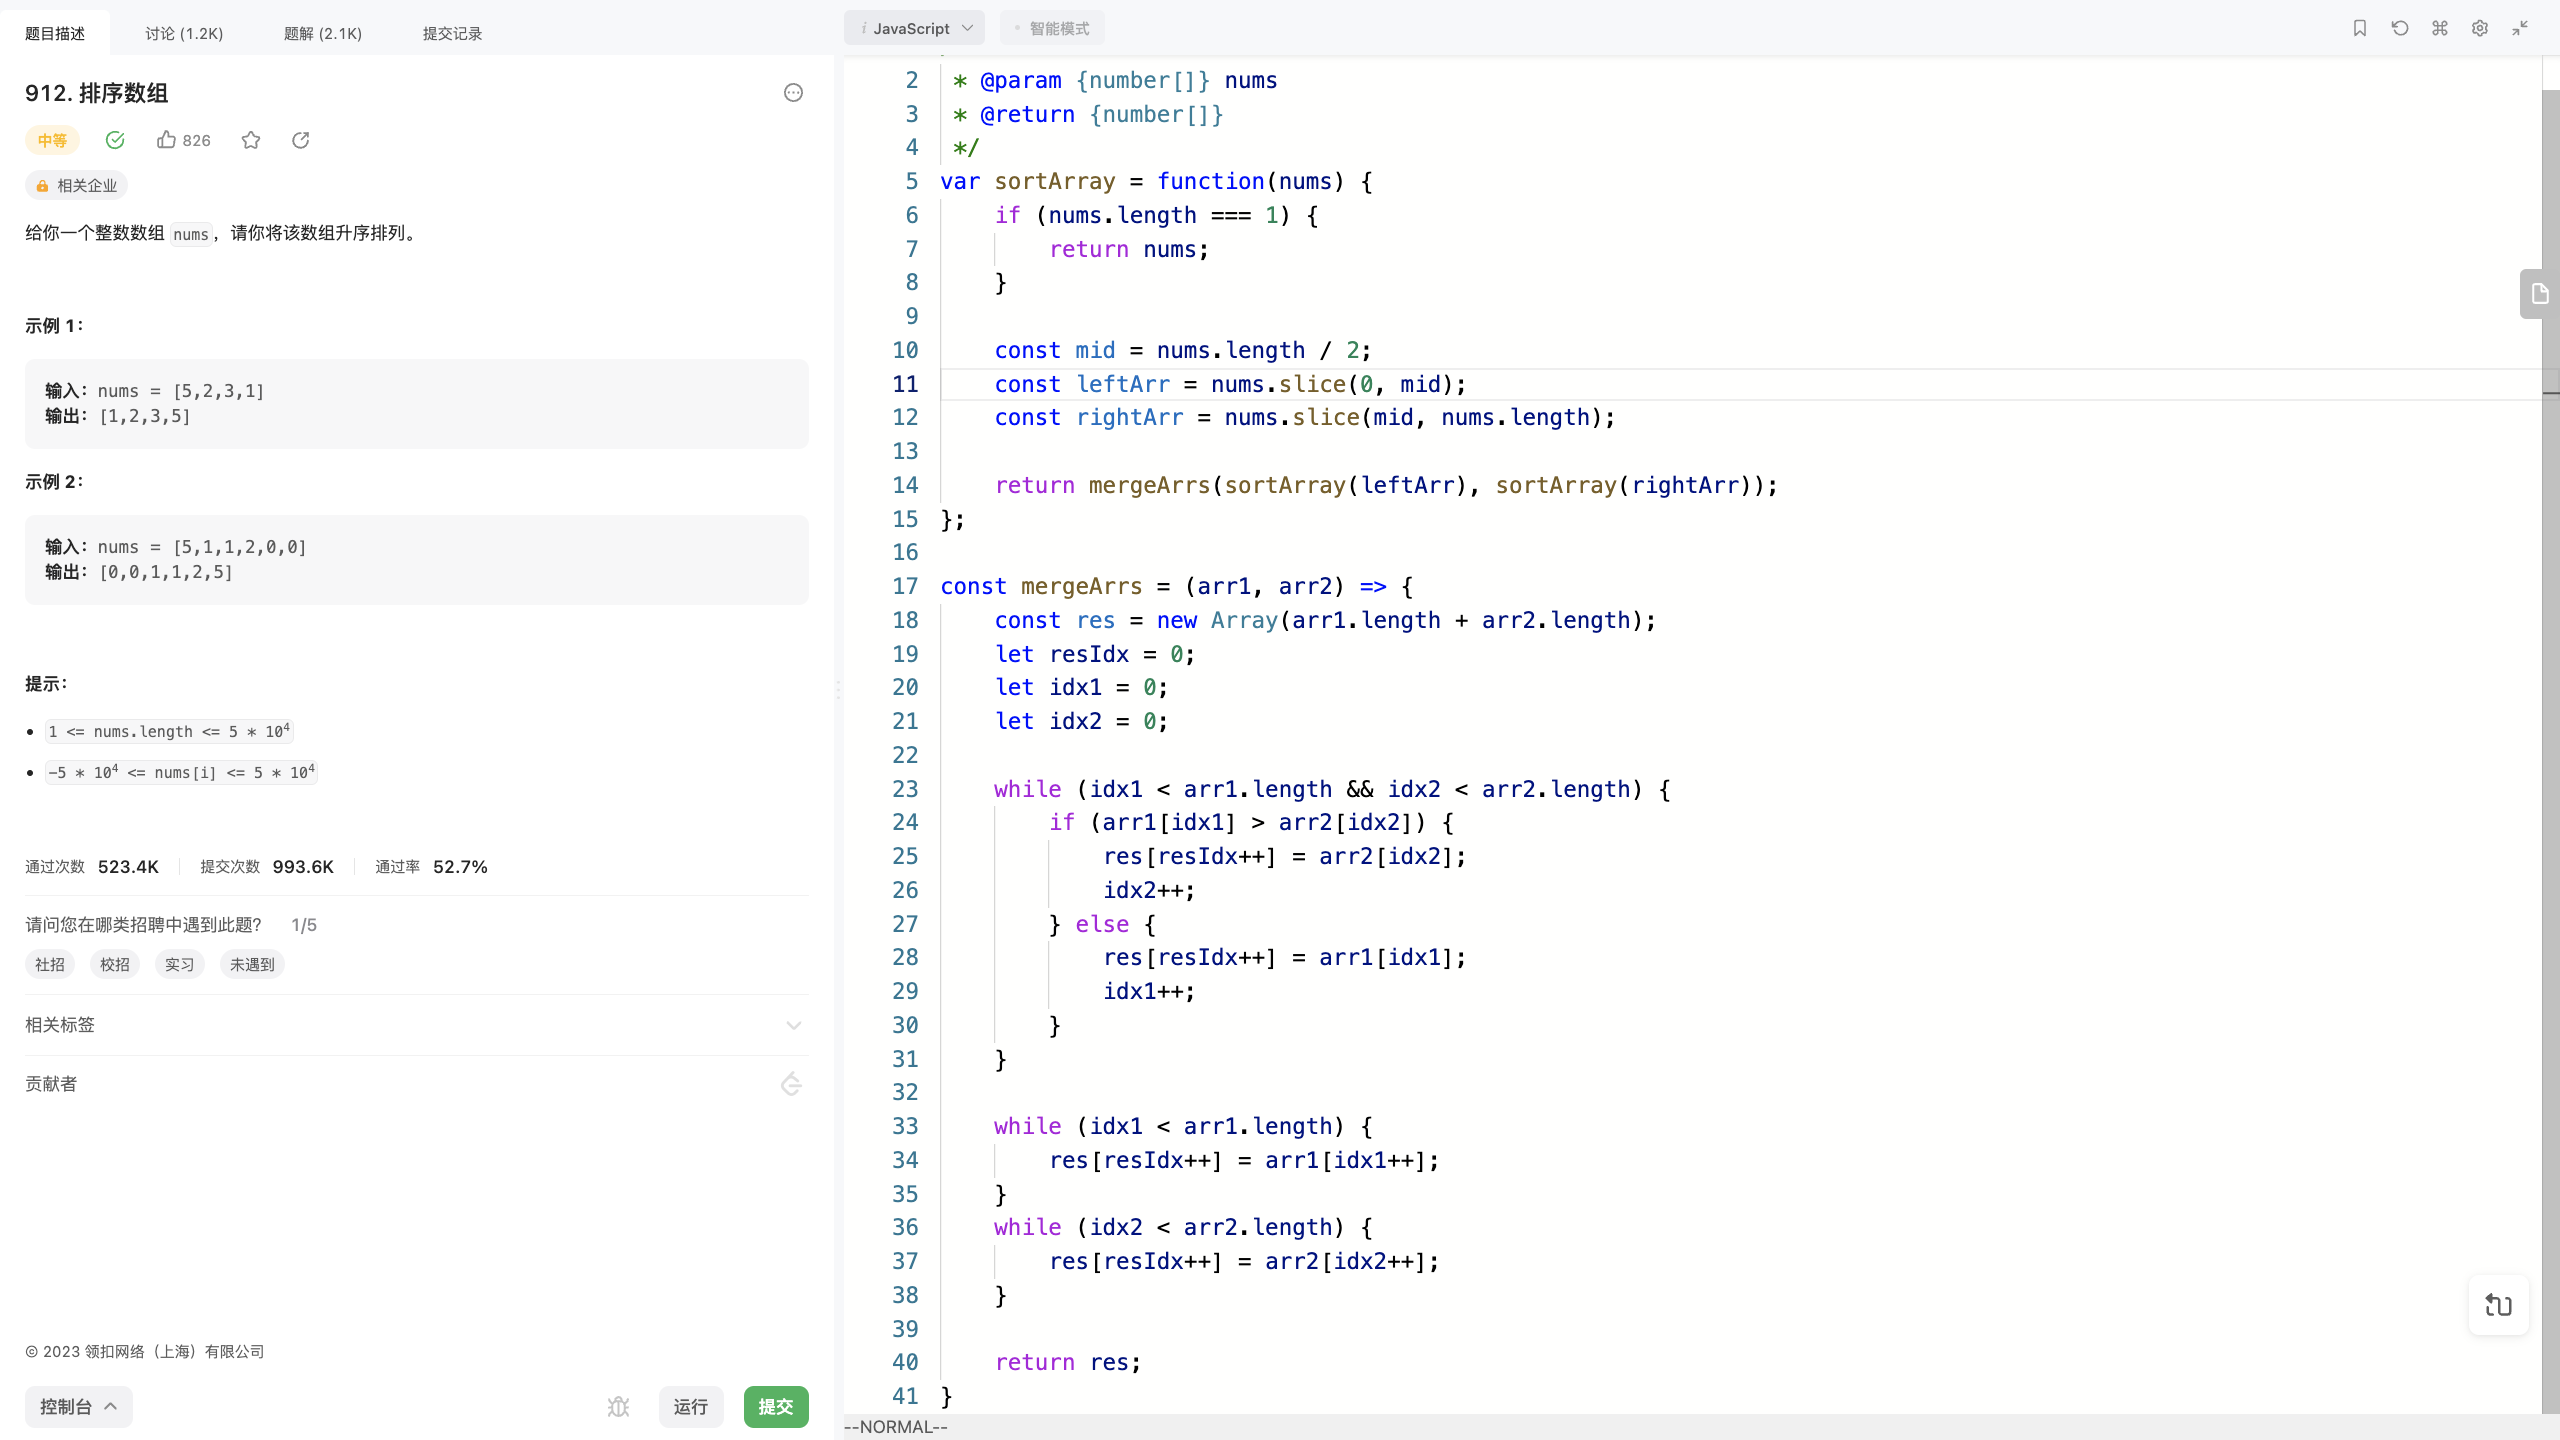 题目描述
讨论 (1.2K)
题解 (2.1K)
提交记录
912. 排序数组
中等
826
相关企业
给你一个整数数组 nums，请你将该数组升序排列。
示例 1：
输入：nums = [5,2,3,1]
输出：[1,2,3,5]
示例 2：
输入：nums = [5,1,1,2,0,0]
输出：[0,0,1,1,2,5]
提示：
• 1 <= nums.length <= 5 * 10⁴
• -5 * 10⁴ <= nums[i] <= 5 * 10⁴
通过次数 523.4K 提交次数 993.6K 通过率 52.7%
请问您在哪类招聘中遇到此题？ 1/5
社招 校招 实习 未遇到
相关标签
贡献者
© 2023 领扣网络（上海）有限公司
控制台
运行
提交
i JavaScript
• 智能模式
2  * @param {number[]} nums
3  * @return {number[]}
4  */
5 var sortArray = function(nums) {
6     if (nums.length === 1) {
7         return nums;
8     }
9
10     const mid = nums.length / 2;
11     const leftArr = nums.slice(0, mid);
12     const rightArr = nums.slice(mid, nums.length);
13
14     return mergeArrs(sortArray(leftArr), sortArray(rightArr));
15 };
16
17 const mergeArrs = (arr1, arr2) => {
18     const res = new Array(arr1.length + arr2.length);
19     let resIdx = 0;
20     let idx1 = 0;
21     let idx2 = 0;
22
23     while (idx1 < arr1.length && idx2 < arr2.length) {
24         if (arr1[idx1] > arr2[idx2]) {
25             res[resIdx++] = arr2[idx2];
26             idx2++;
27         } else {
28             res[resIdx++] = arr1[idx1];
29             idx1++;
30         }
31     }
32
33     while (idx1 < arr1.length) {
34         res[resIdx++] = arr1[idx1++];
35     }
36     while (idx2 < arr2.length) {
37         res[resIdx++] = arr2[idx2++];
38     }
39
40     return res;
41 }
--NORMAL--